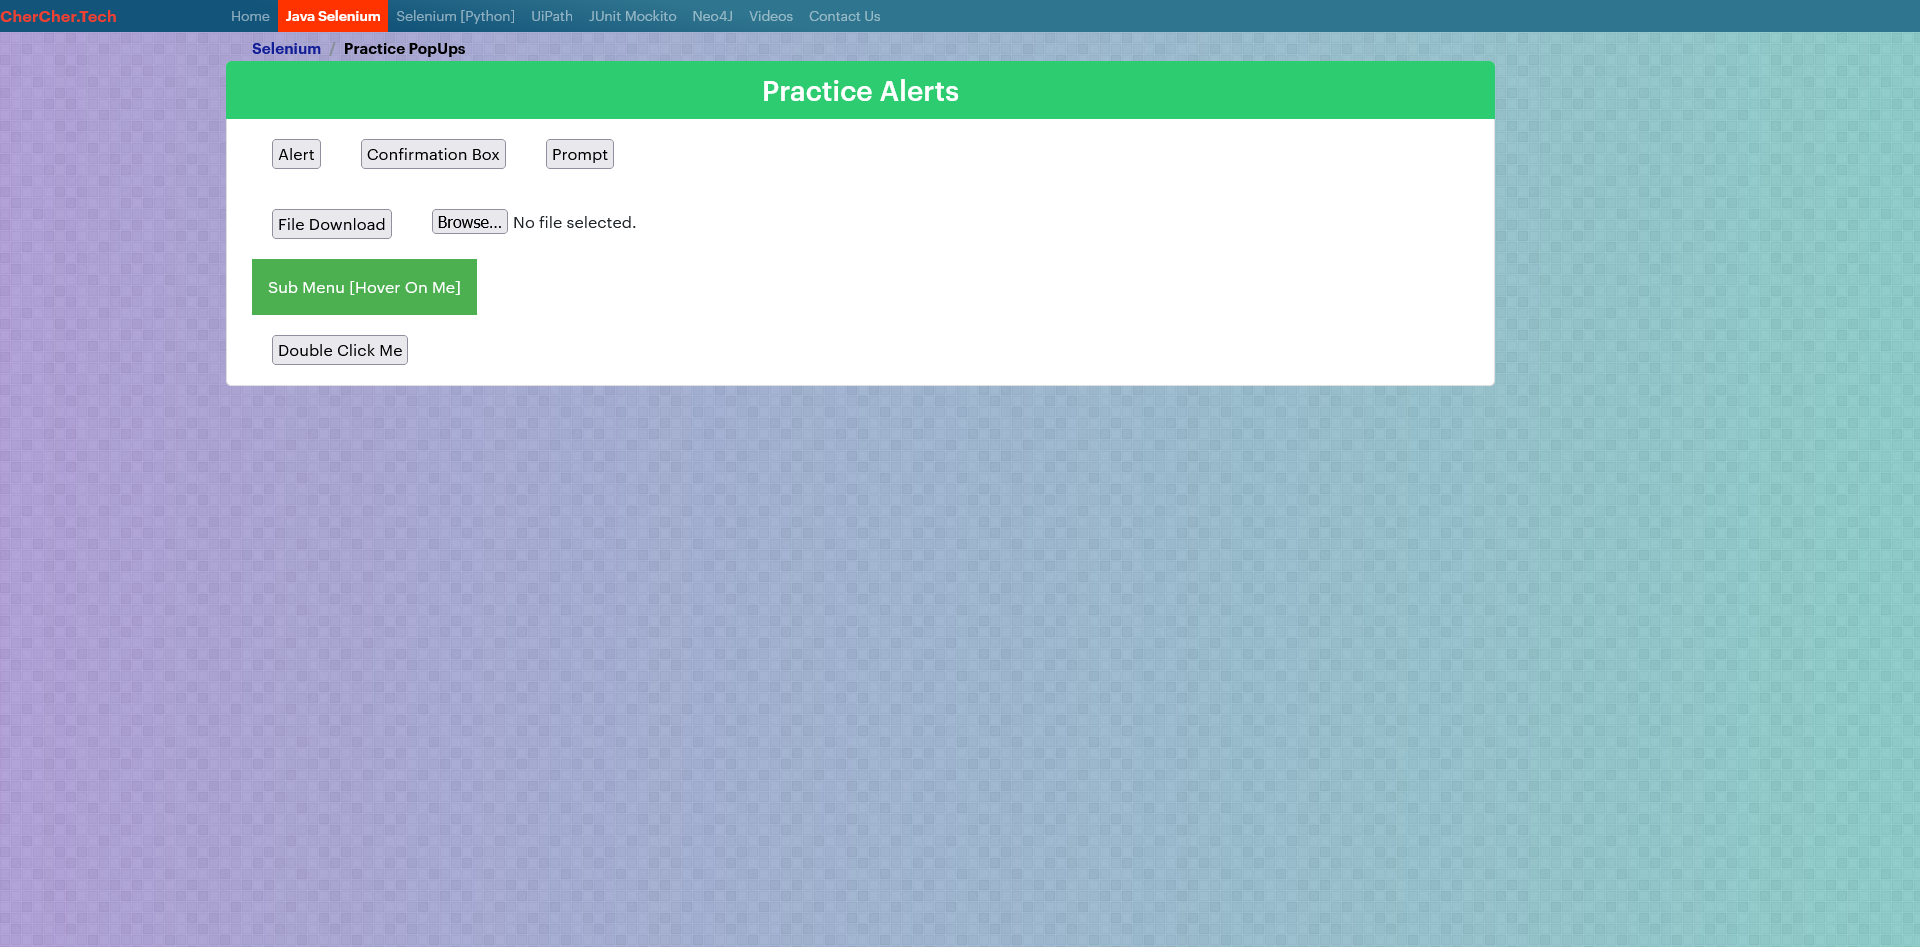 CherCher.Tech Home Java Selenium Selenium [Python] UiPath JUnit Mockito Neo4J Videos Contact Us
Selenium / Practice PopUps
Practice Alerts
Alert Confirmation Box Prompt
File Download Browse... No file selected.
Sub Menu [Hover On Me]
Double Click Me